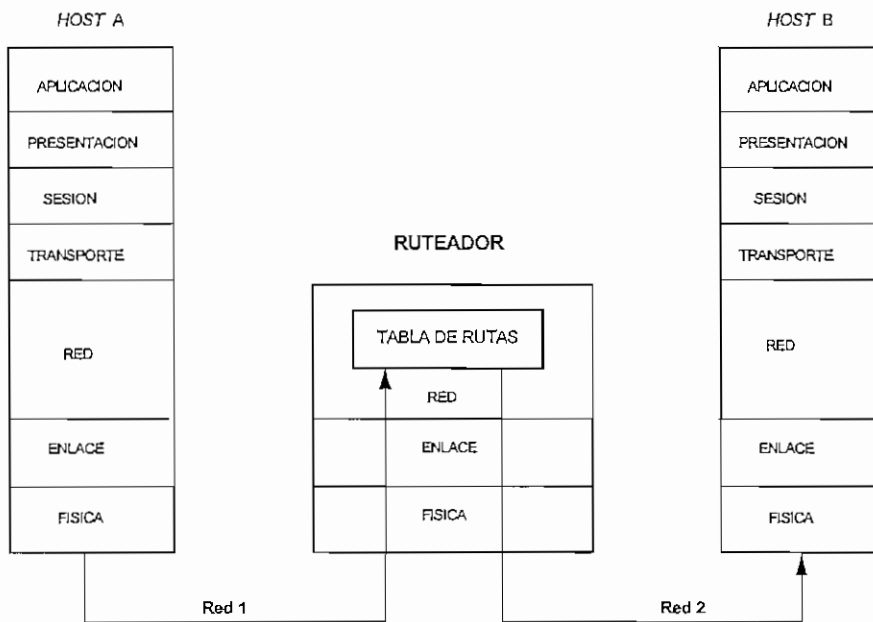 HOST A
APLICACION
PRESENTACION
SESION
TRANSPORTE
RED
ENLACE
FISICA
RUTEADOR
TABLA DE RUTAS
RED
ENLACE
FISICA
HOST B
APLICACION
PRESENTACION
SESION
TRANSPORTE
RED
ENLACE
FISICA
Red 1
Red 2